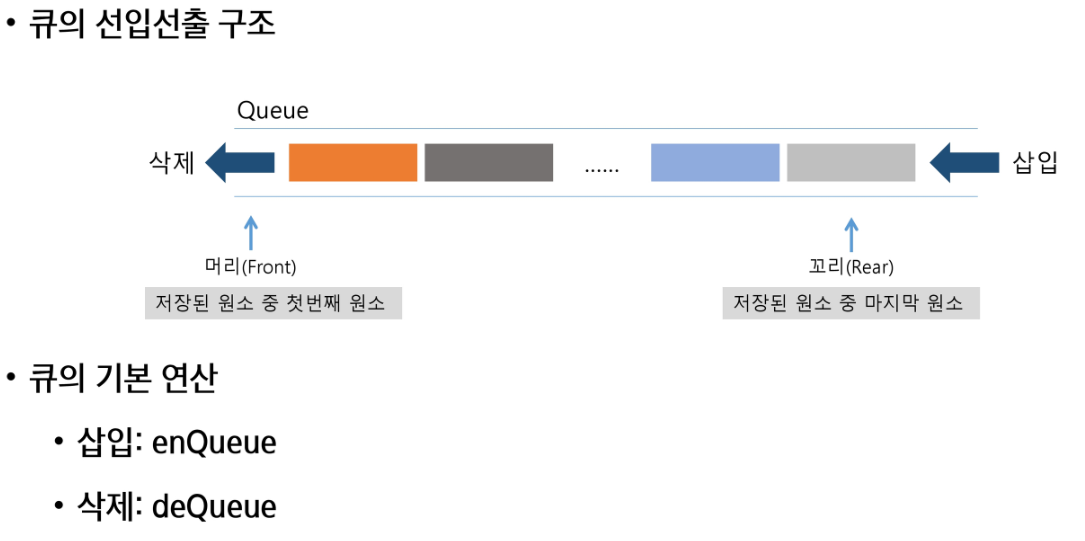 • 큐의 선입선출 구조
Queue
삭제
......
삽입
머리(Front)
꼬리(Rear)
저장된 원소 중 첫번째 원소
저장된 원소 중 마지막 원소
• 큐의 기본 연산
• 삽입: enQueue
• 삭제: deQueue